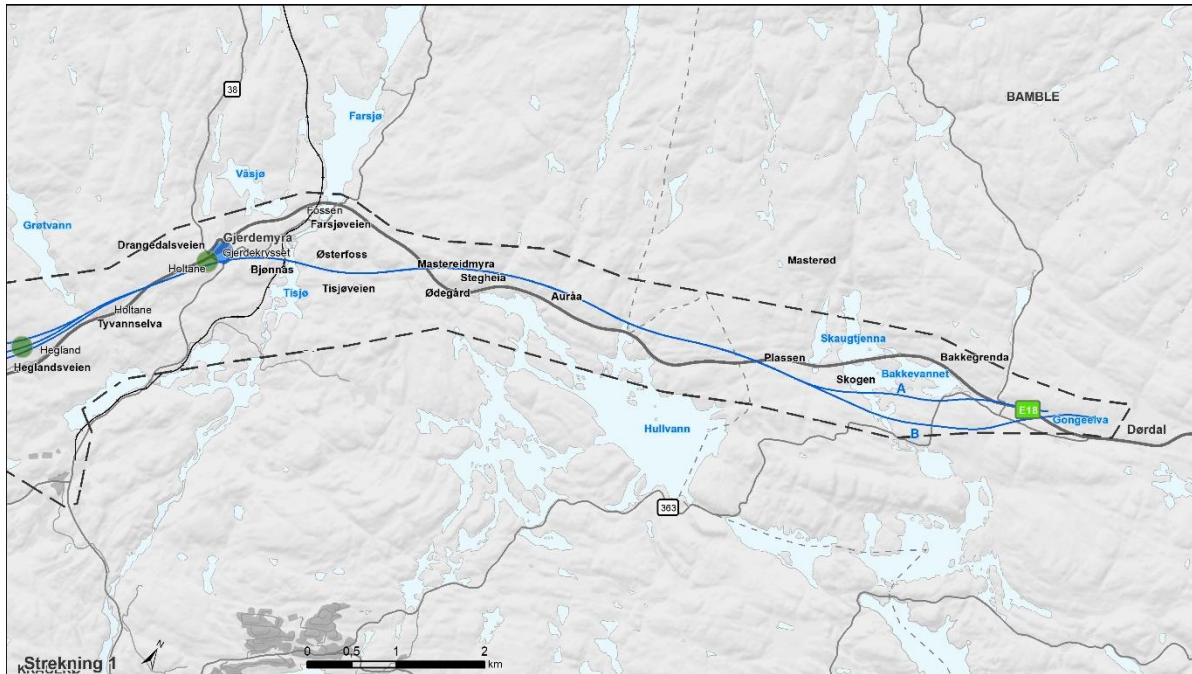 38
BAMBLE
Farsjø
Våsjø
Grøtvann
Fossen
Farsjøveien
Drangedalsveien
Gjerdemyra
Gjerdekrysset
Østerfoss
Masterød
Holtane
Bjønnås
Mastereidmyra
Stegheia
Tisjø
Tisjøveien
Ødegård
Auråa
Holtane
Tyvannselva
Skaugtjenna
Hegland
Heglandsveien
Plassen
Bakkegrenda
Skogen
Bakkevannet
A
E18
Gongeelva
Hullvann
B
Dørdal
363
N
Strekning 1
0 0,5 1 2
km